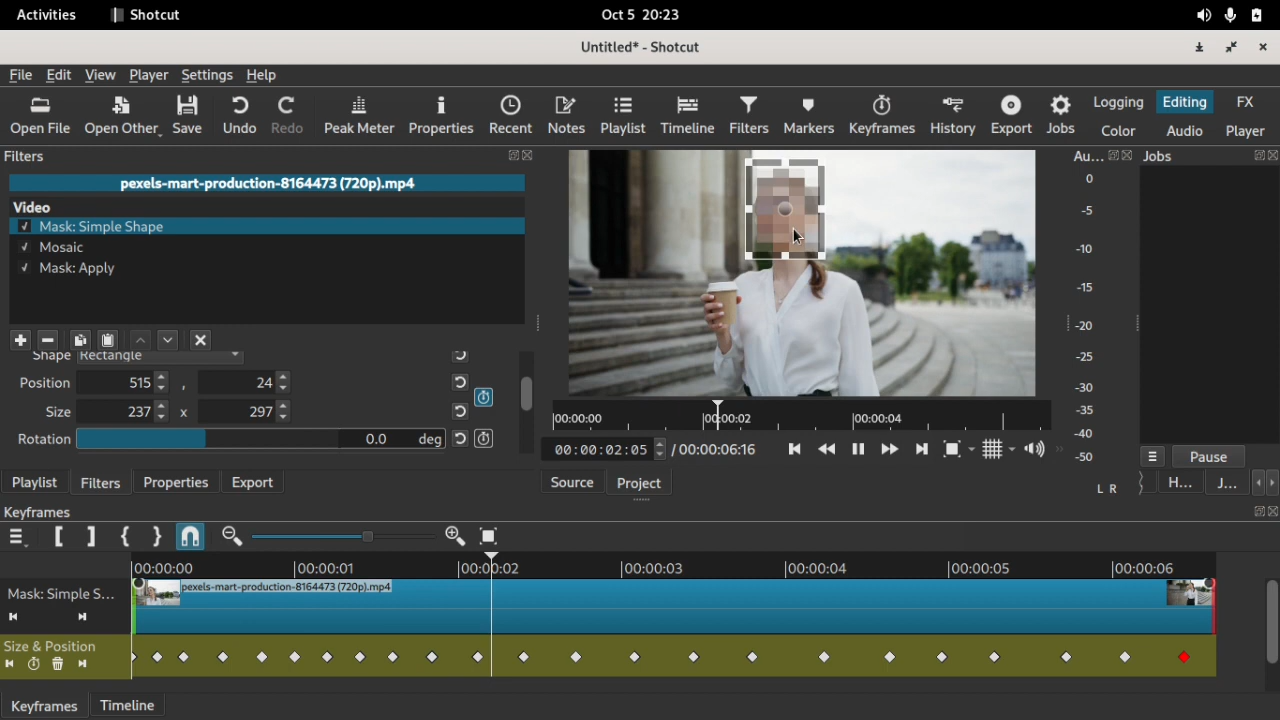 Activities Shotcut Oct 5 20:23
Untitled* - Shotcut
File Edit View Player Settings Help
Open File Open Other Save Undo Redo Peak Meter Properties Recent Notes Playlist Timeline Filters Markers Keyframes History Export Jobs
Logging Editing FX
Color Audio Player
Filters
pexels-mart-production-8164473 (720p).mp4
Video
✓ Mask: Simple Shape
✓ Mosaic
✓ Mask: Apply
Shape Rectangle
Position 515 , 24
Size 237 x 297
Rotation 0.0 deg
Playlist Filters Properties Export
00:00:00 00:00:02 00:00:04
00:00:02:05 / 00:00:06:16
Source Project
Au...
0
-5
-10
-15
-20
-25
-30
-35
-40
-50
L R
Jobs
Pause
H... J...
Keyframes
00:00:00 00:00:01 00:00:02 00:00:03 00:00:04 00:00:05 00:00:06
Mask: Simple S... pexels-mart-production-8164473 (720p).mp4
Size & Position
Keyframes Timeline